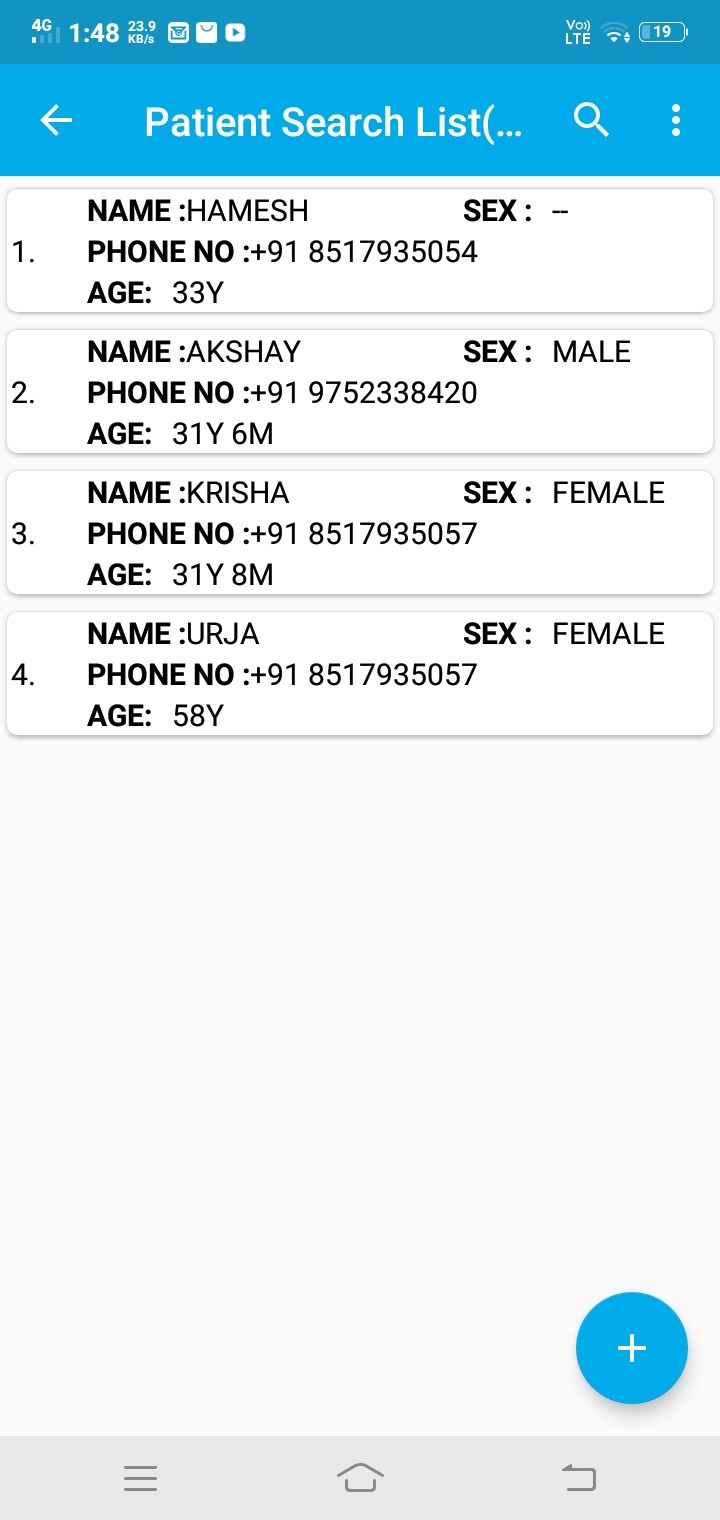 4G 1:48 23.9 KB/s Vo)) LTE 19
Patient Search List(...
NAME :HAMESH SEX : --
1. PHONE NO :+91 8517935054
AGE: 33Y
NAME :AKSHAY SEX : MALE
2. PHONE NO :+91 9752338420
AGE: 31Y 6M
NAME :KRISHA SEX : FEMALE
3. PHONE NO :+91 8517935057
AGE: 31Y 8M
NAME :URJA SEX : FEMALE
4. PHONE NO :+91 8517935057
AGE: 58Y
+